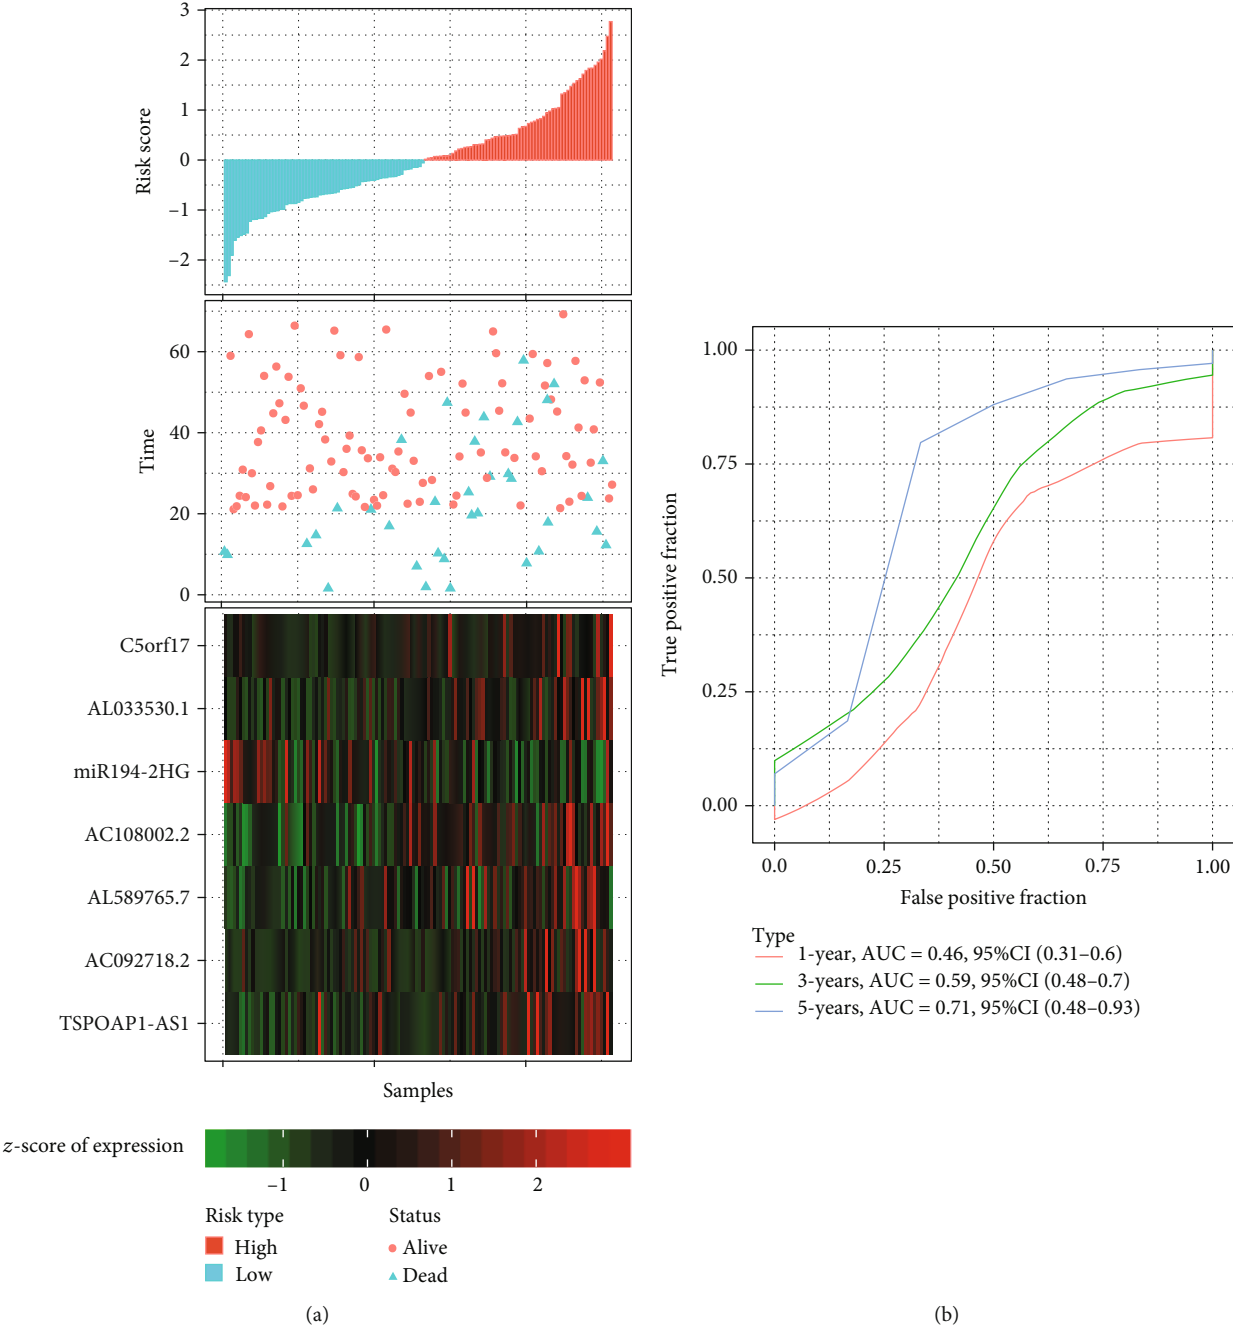 3
2
1
0
−1
−2
Risk score
60
40
20
0
Time
C5orf17
AL033530.1
miR194-2HG
AC108002.2
AL589765.7
AC092718.2
TSPOAP1-AS1
Samples
z-score of expression
−1 0 1 2
Risk type
High
Low
Status
Alive
Dead
(a)
1.00
0.75
0.50
0.25
0.00
True positive fraction
0.0 0.25 0.50 0.75 1.00
False positive fraction
Type
1-year, AUC = 0.46, 95%CI (0.31–0.6)
3-years, AUC = 0.59, 95%CI (0.48–0.7)
5-years, AUC = 0.71, 95%CI (0.48–0.93)
(b)